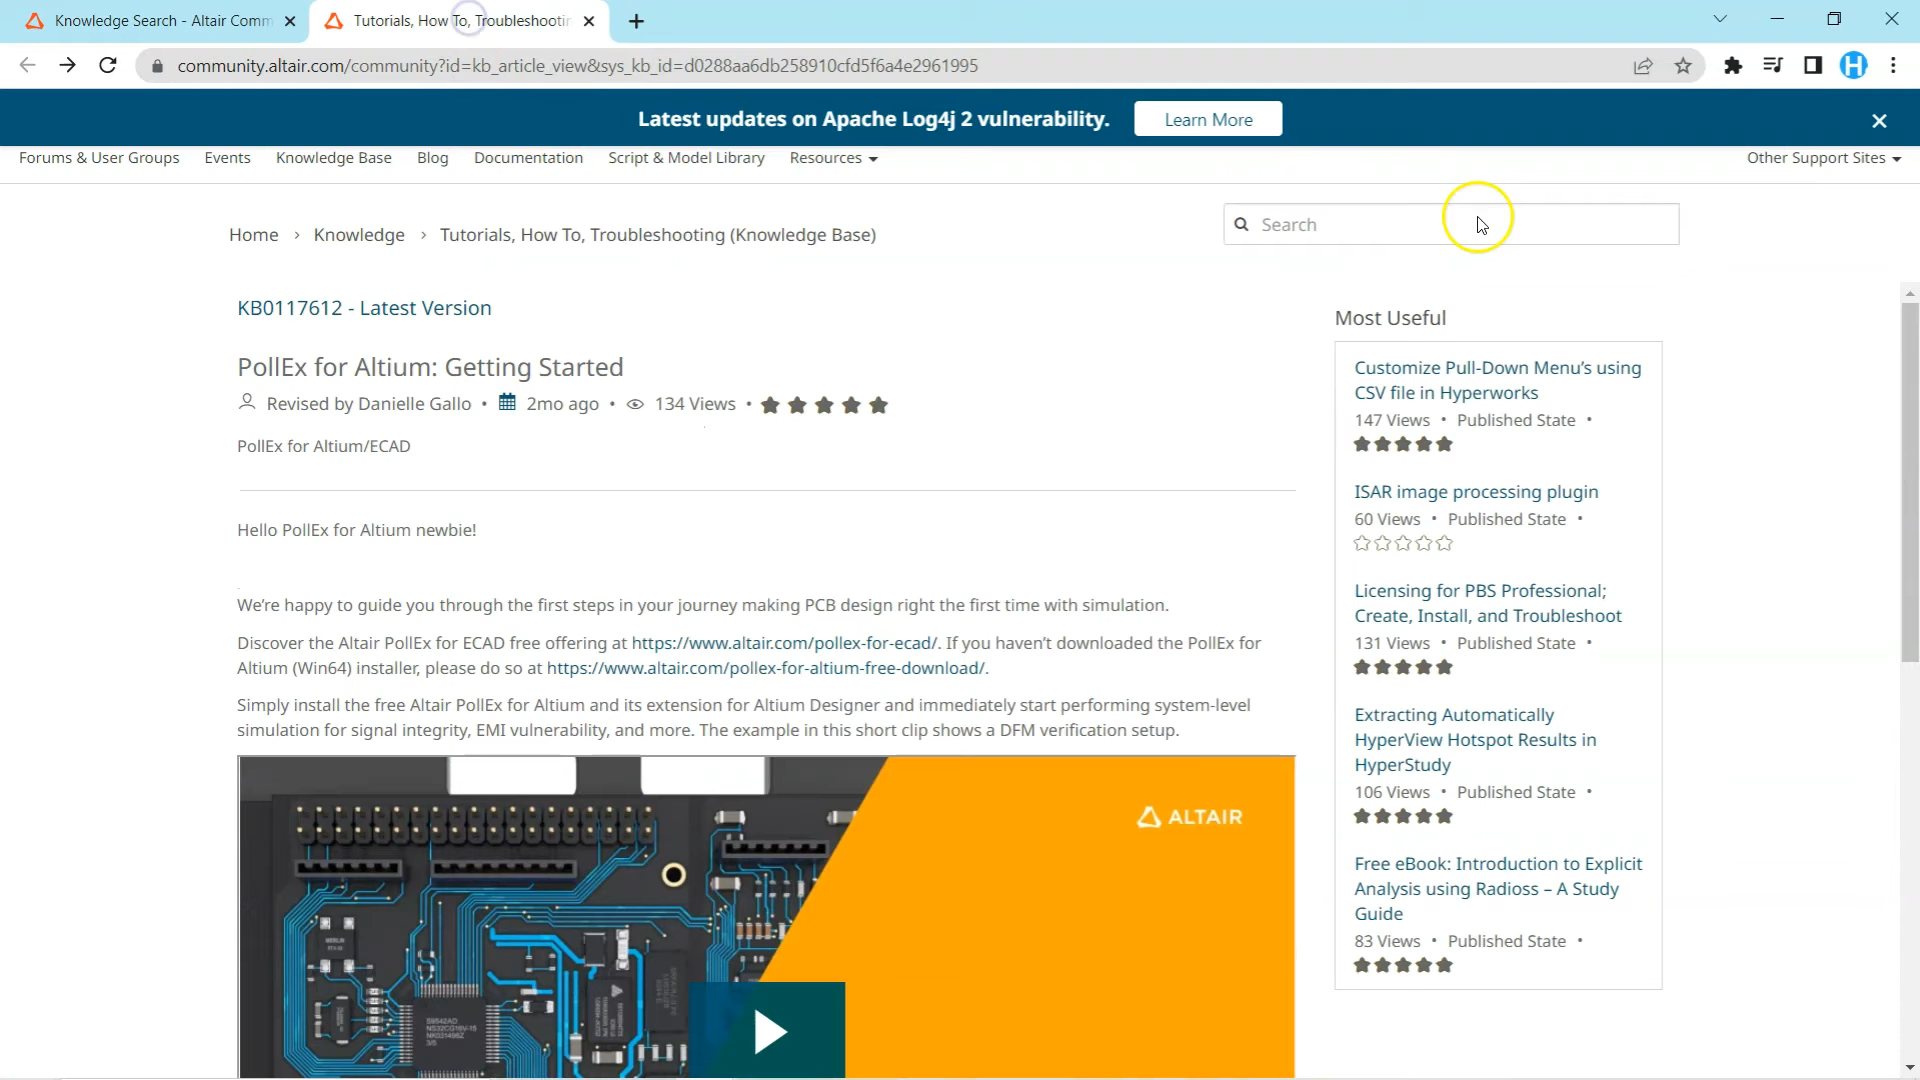 Knowledge Search - Altair Comm
Tutorials, How To, Troubleshootin
community.altair.com/community?id=kb_article_view&sys_kb_id=d0288aa6db258910cfd5f6a4e2961995
H
Latest updates on Apache Log4j 2 vulnerability.
Learn More
Forums & User Groups
Events
Knowledge Base
Blog
Documentation
Script & Model Library
Resources
Other Support Sites
Home > Knowledge > Tutorials, How To, Troubleshooting (Knowledge Base)
Search
KB0117612 - Latest Version
PollEx for Altium: Getting Started
Revised by Danielle Gallo • 2mo ago • 134 Views •
PollEx for Altium/ECAD
Hello PollEx for Altium newbie!
We're happy to guide you through the first steps in your journey making PCB design right the first time with simulation.
Discover the Altair PollEx for ECAD free offering at https://www.altair.com/pollex-for-ecad/. If you haven't downloaded the PollEx for
Altium (Win64) installer, please do so at https://www.altair.com/pollex-for-altium-free-download/.
Simply install the free Altair PollEx for Altium and its extension for Altium Designer and immediately start performing system-level
simulation for signal integrity, EMI vulnerability, and more. The example in this short clip shows a DFM verification setup.
ALTAIR
Most Useful
Customize Pull-Down Menu's using
CSV file in Hyperworks
147 Views • Published State •
ISAR image processing plugin
60 Views • Published State •
Licensing for PBS Professional;
Create, Install, and Troubleshoot
131 Views • Published State •
Extracting Automatically
HyperView Hotspot Results in
HyperStudy
106 Views • Published State •
Free eBook: Introduction to Explicit
Analysis using Radioss – A Study
Guide
83 Views • Published State •